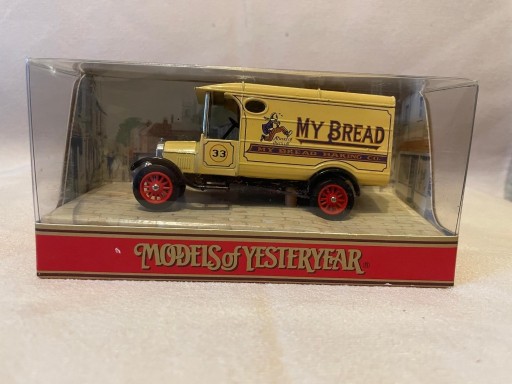 MY BREAD
MY BREAD BAKING CO.
33
MODELS of YESTERYEAR®